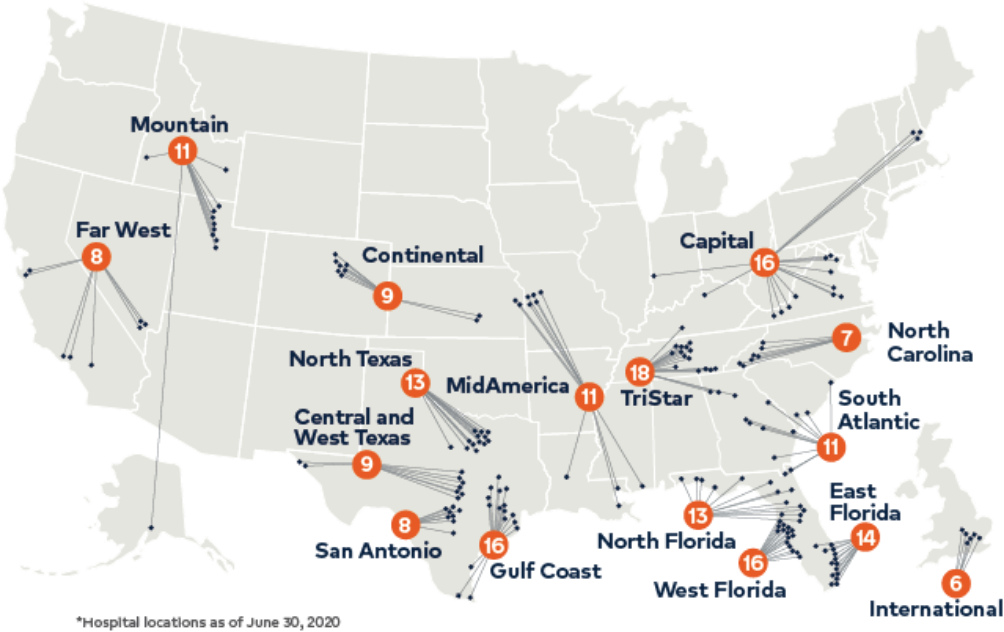 Mountain
11
Far West
8
Continental
9
Capital
16
North
Carolina
7
North Texas
13
MidAmerica
11
18
TriStar
South
Atlantic
11
Central and
West Texas
9
8
San Antonio
16
Gulf Coast
13
North Florida
16
West Florida
East
Florida
14
6
International
*Hospital locations as of June 30, 2020